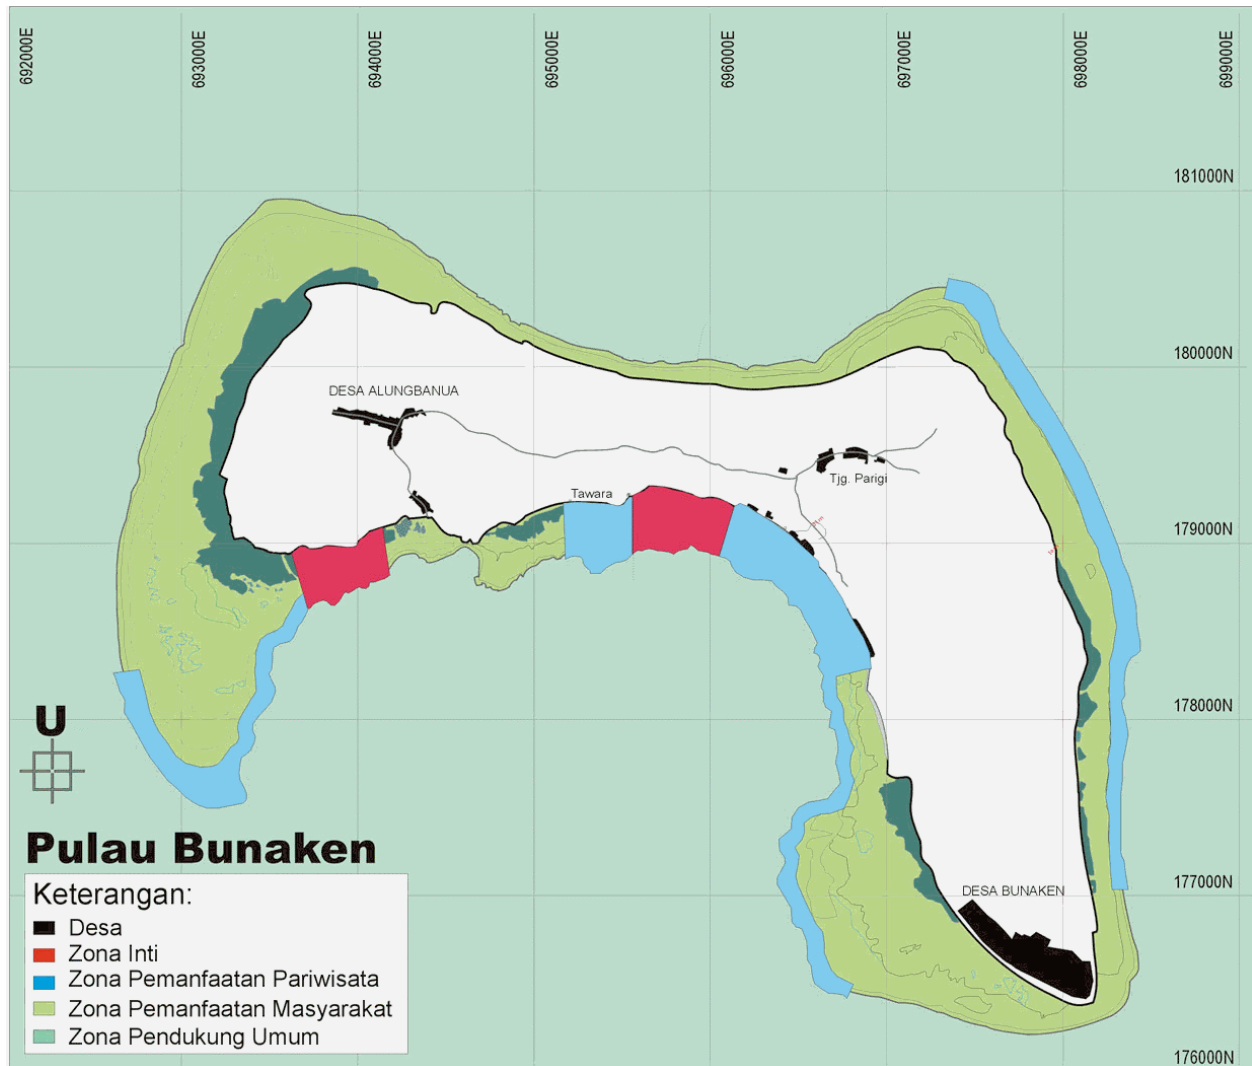 692000E
693000E
694000E
695000E
696000E
697000E
698000E
699000E
181000N
180000N
DESA ALUNGBANUA
Tjg. Parigi
Tawara
179000N
178000N
U
Pulau Bunaken
177000N
DESA BUNAKEN
Keterangan:
Desa
Zona Inti
Zona Pemanfaatan Pariwisata
Zona Pemanfaatan Masyarakat
Zona Pendukung Umum
176000N